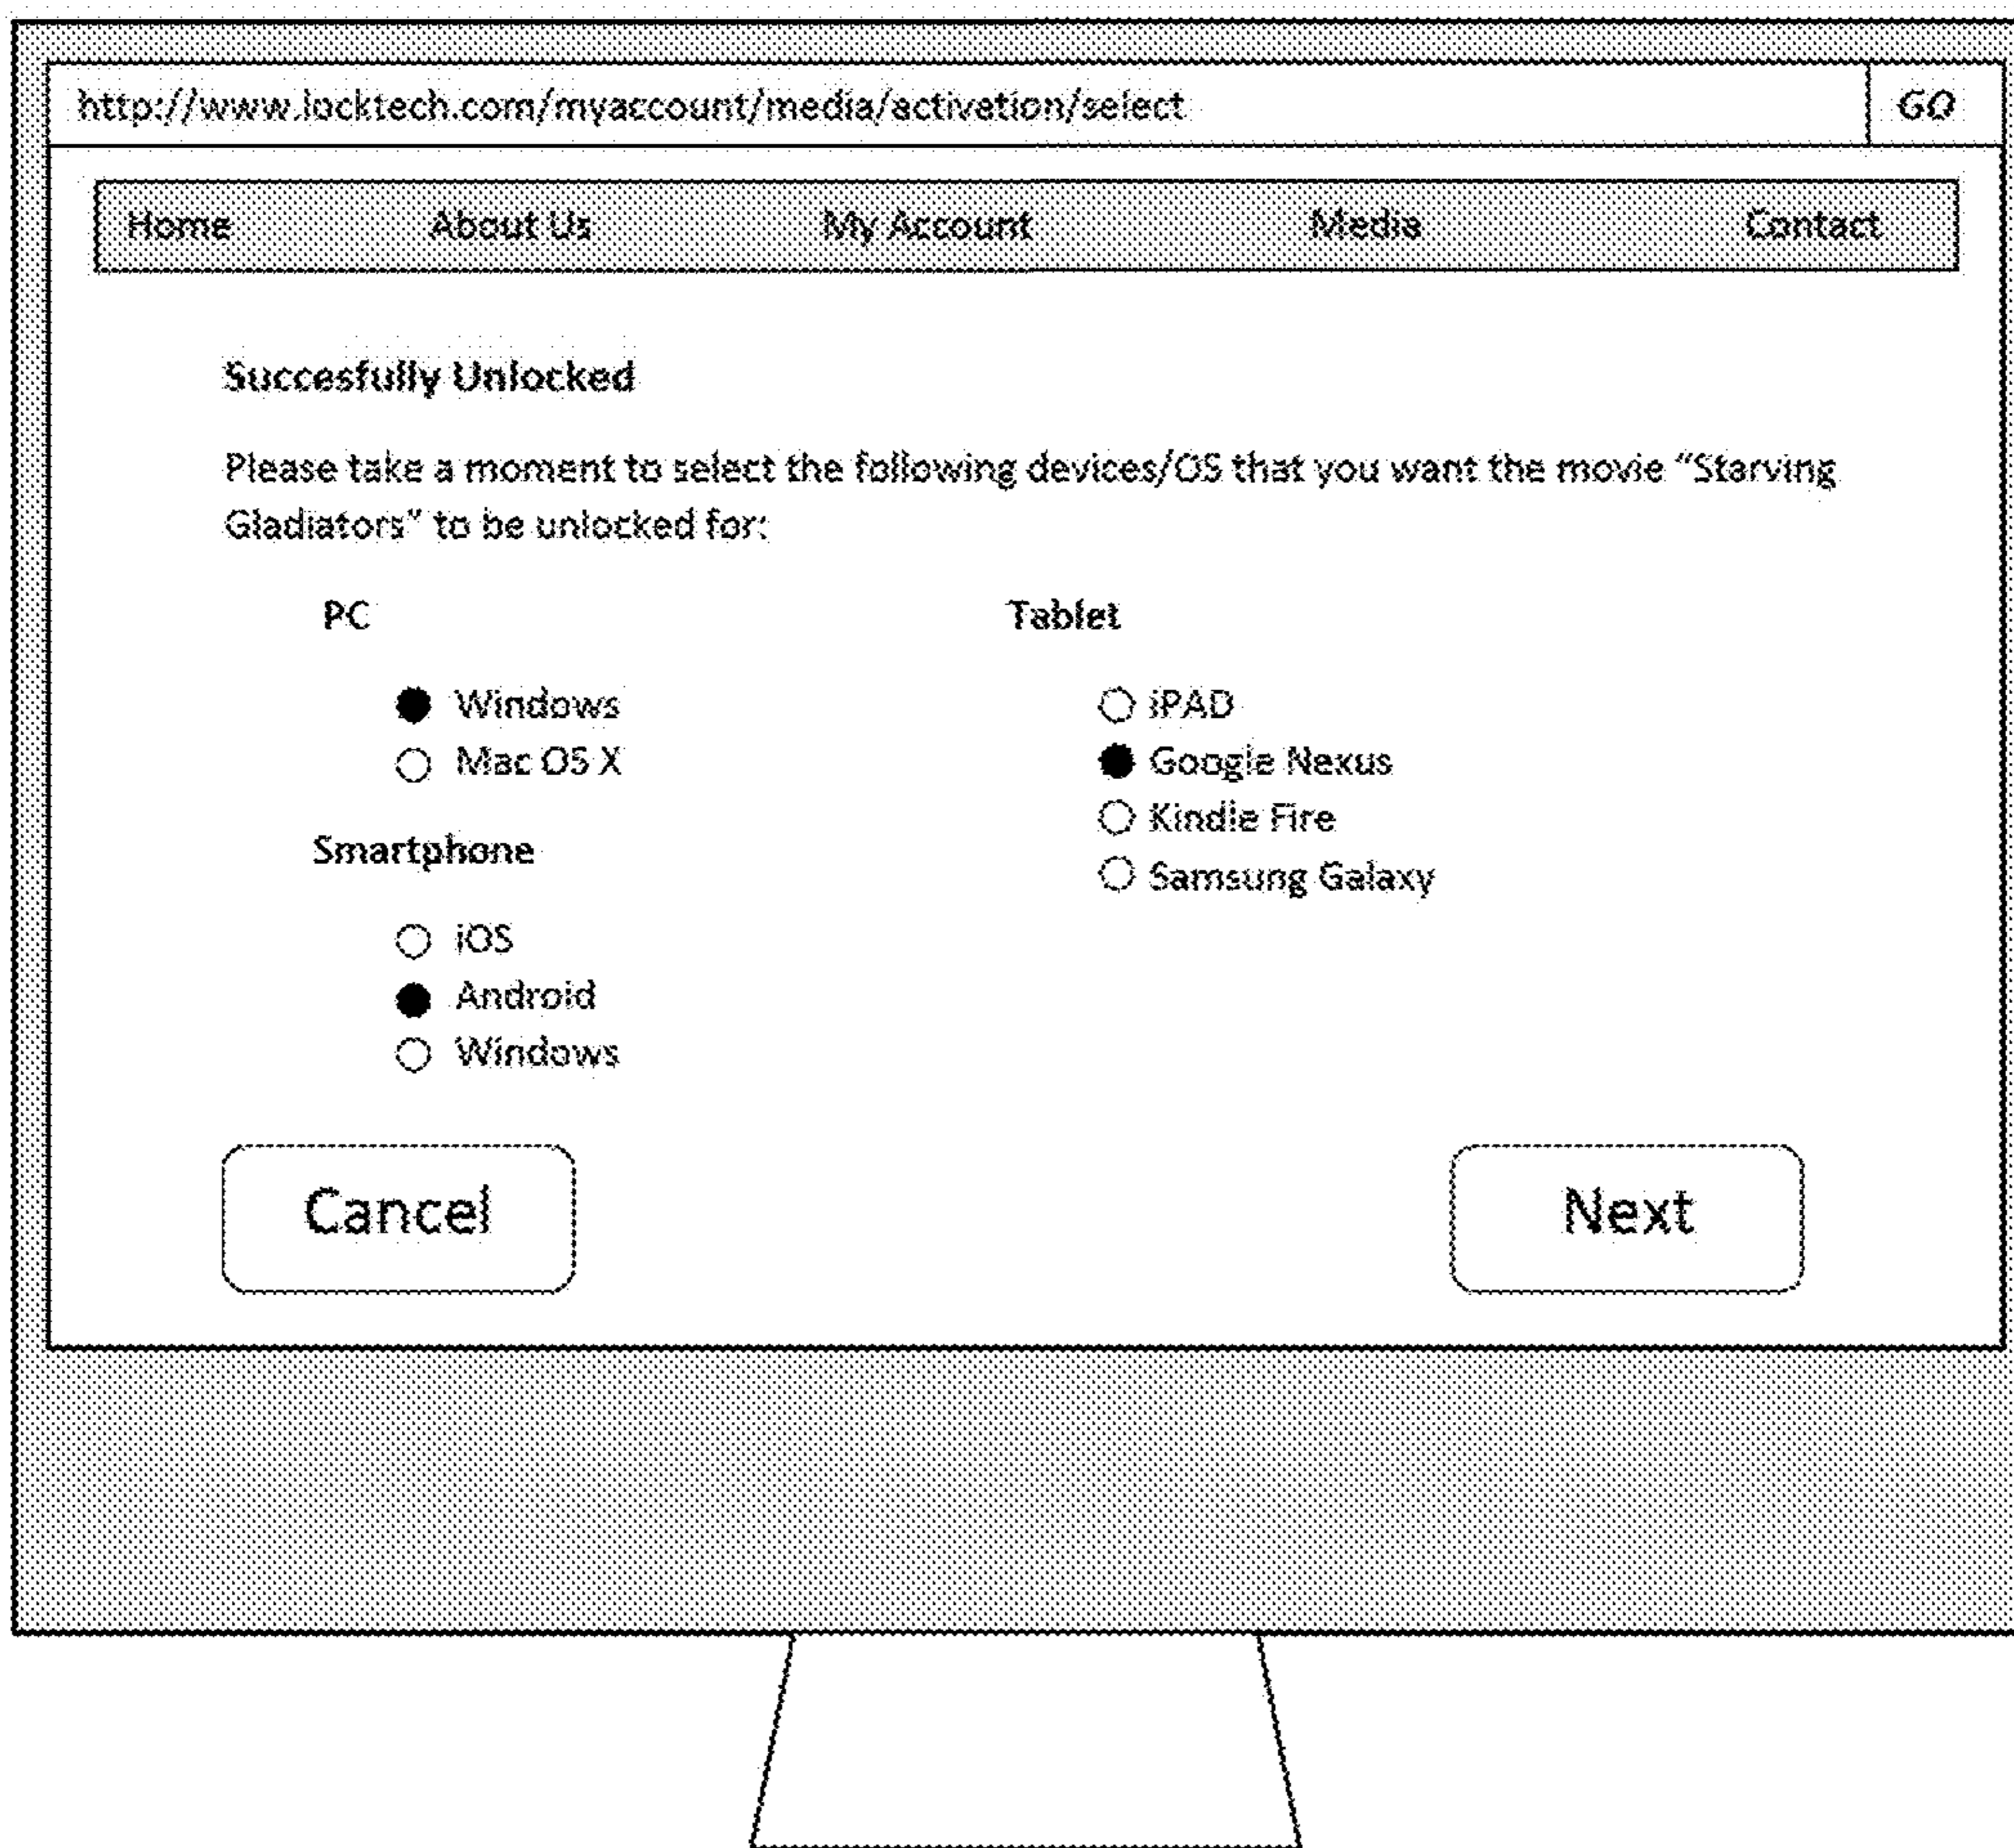 http://www.locktech.com/myaccount/media/activation/select GO
Home About Us My Account Media Contact
Succesfully Unlocked
Please take a moment to select the following devices/OS that you want the movie “Starving
Gladiators” to be unlocked for:
PC
Windows
Mac OS X
Smartphone
iOS
Android
Windows
Tablet
iPAD
Google Nexus
Kindle Fire
Samsung Galaxy
Cancel
Next